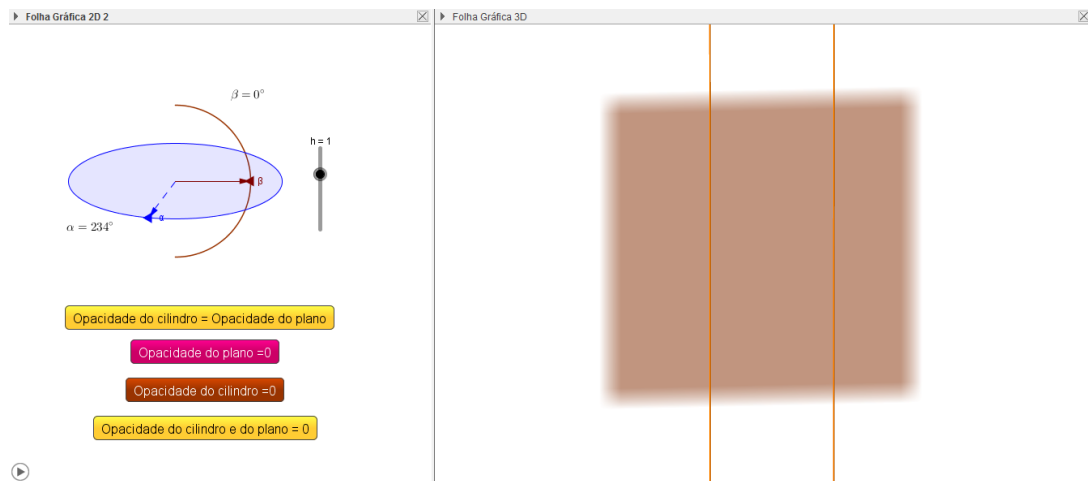 Folha Gráfica 2D 2
β = 0°
h = 1
β
α
α = 234°
Opacidade do cilindro = Opacidade do plano
Opacidade do plano =0
Opacidade do cilindro =0
Opacidade do cilindro e do plano = 0
Folha Gráfica 3D